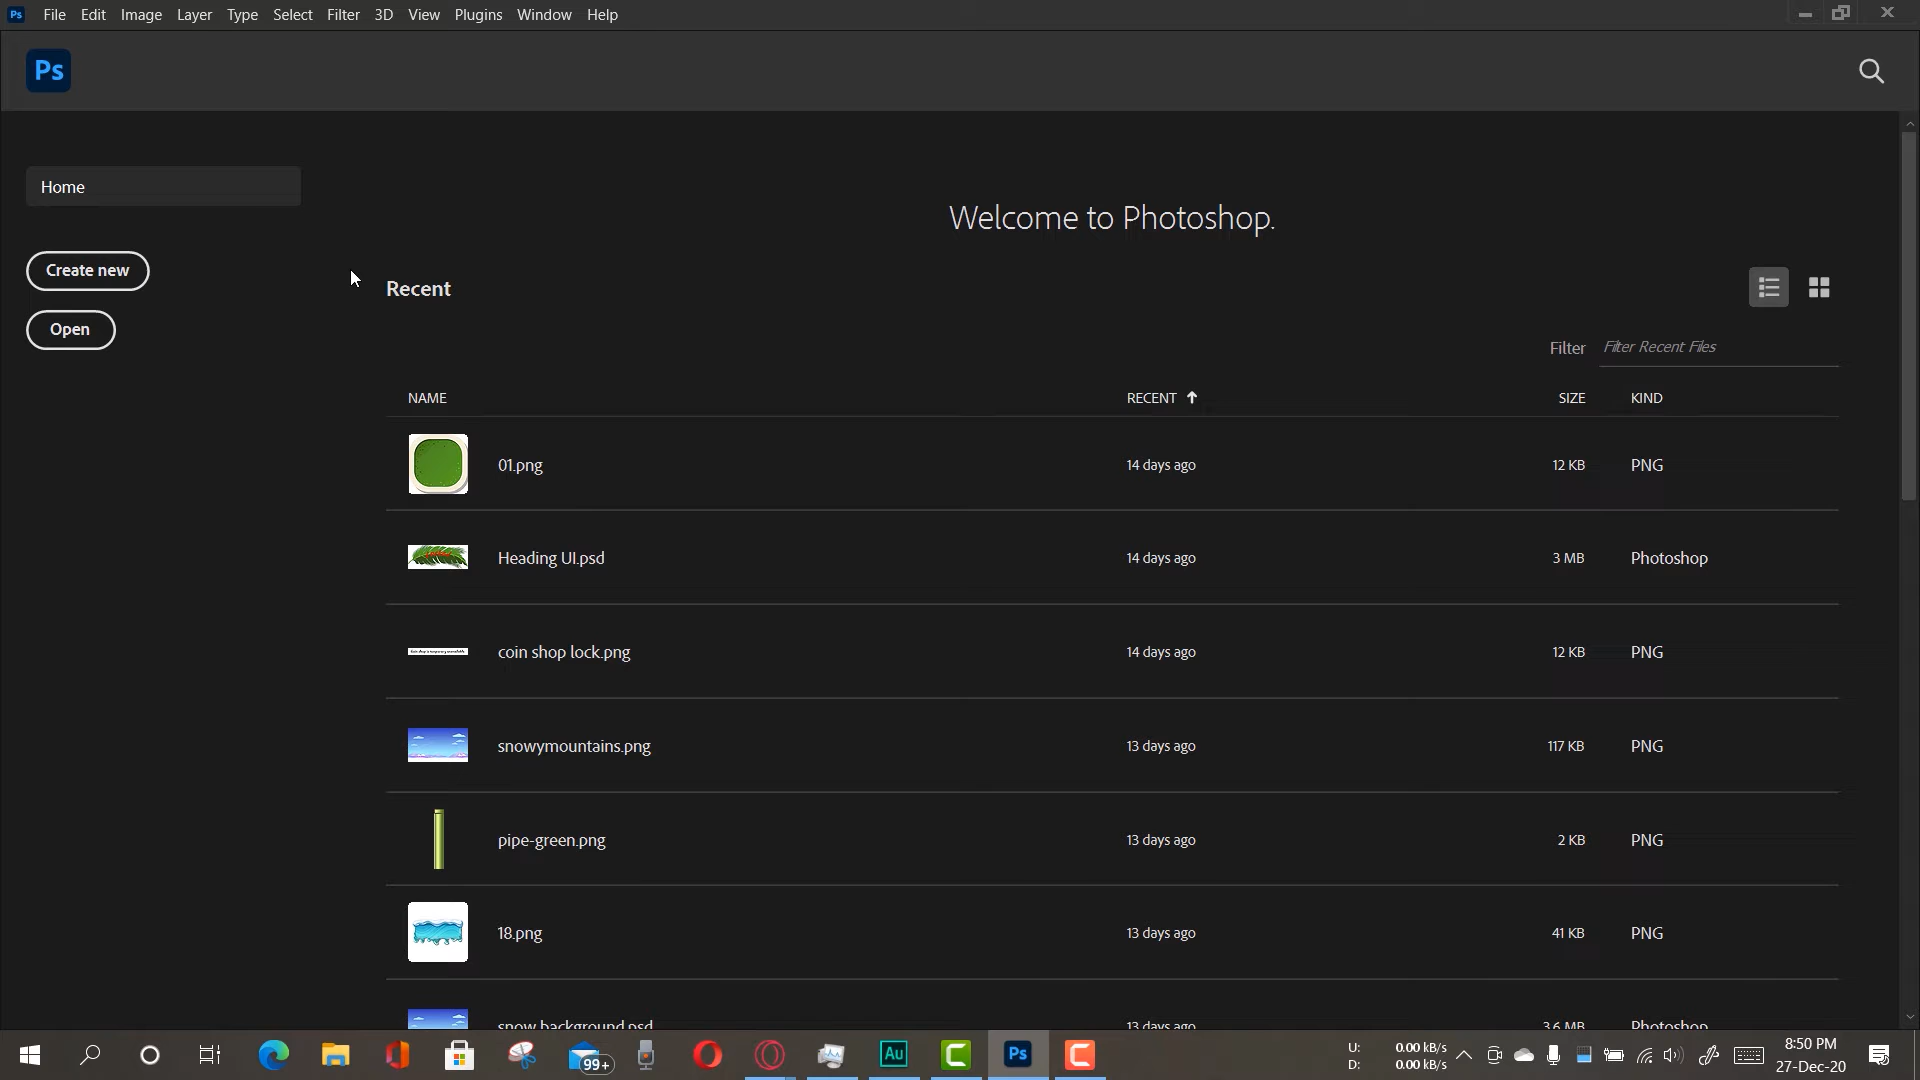 Ps File Edit Image Layer Type Select Filter 3D View Plugins Window Help
Ps
Home
Welcome to Photoshop.
Create new
Recent
Open
Filter Filter Recent Files
NAME RECENT SIZE KIND
01.png 14 days ago 12 KB PNG
Heading UI.psd 14 days ago 3 MB Photoshop
coin shop lock.png 14 days ago 12 KB PNG
snowymountains.png 13 days ago 117 KB PNG
pipe-green.png 13 days ago 2 KB PNG
18.png 13 days ago 41 KB PNG
snow background.psd 13 days ago 3.6 MB Photoshop
99+ Au Ps
U: 0.00 kB/s
D: 0.00 kB/s
8:50 PM
27-Dec-20